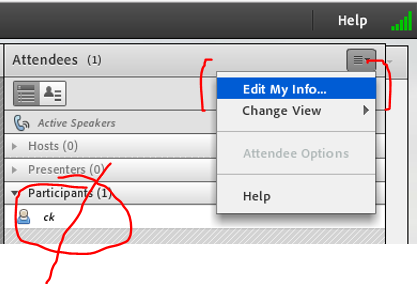 Help
Attendees (1)
Edit My Info...
Change View
Active Speakers
Hosts (0)
Attendee Options
Presenters (0)
Participants (1)
Help
ck